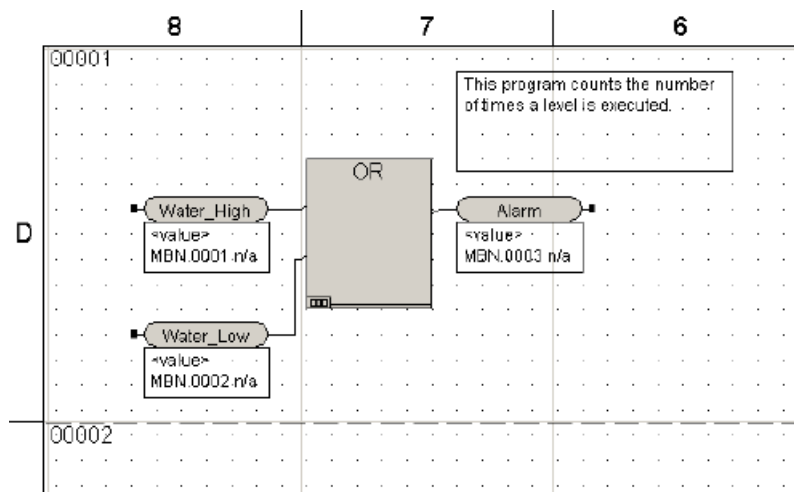 8 7 6
00001
This program counts the number
of times a level is executed.
OR
Water_High
Alarm
D
<value>
<value>
MBN.0001.n/a
MBN.0003.n/a
Water_Low
<value>
MBN.0002.n/a
00002